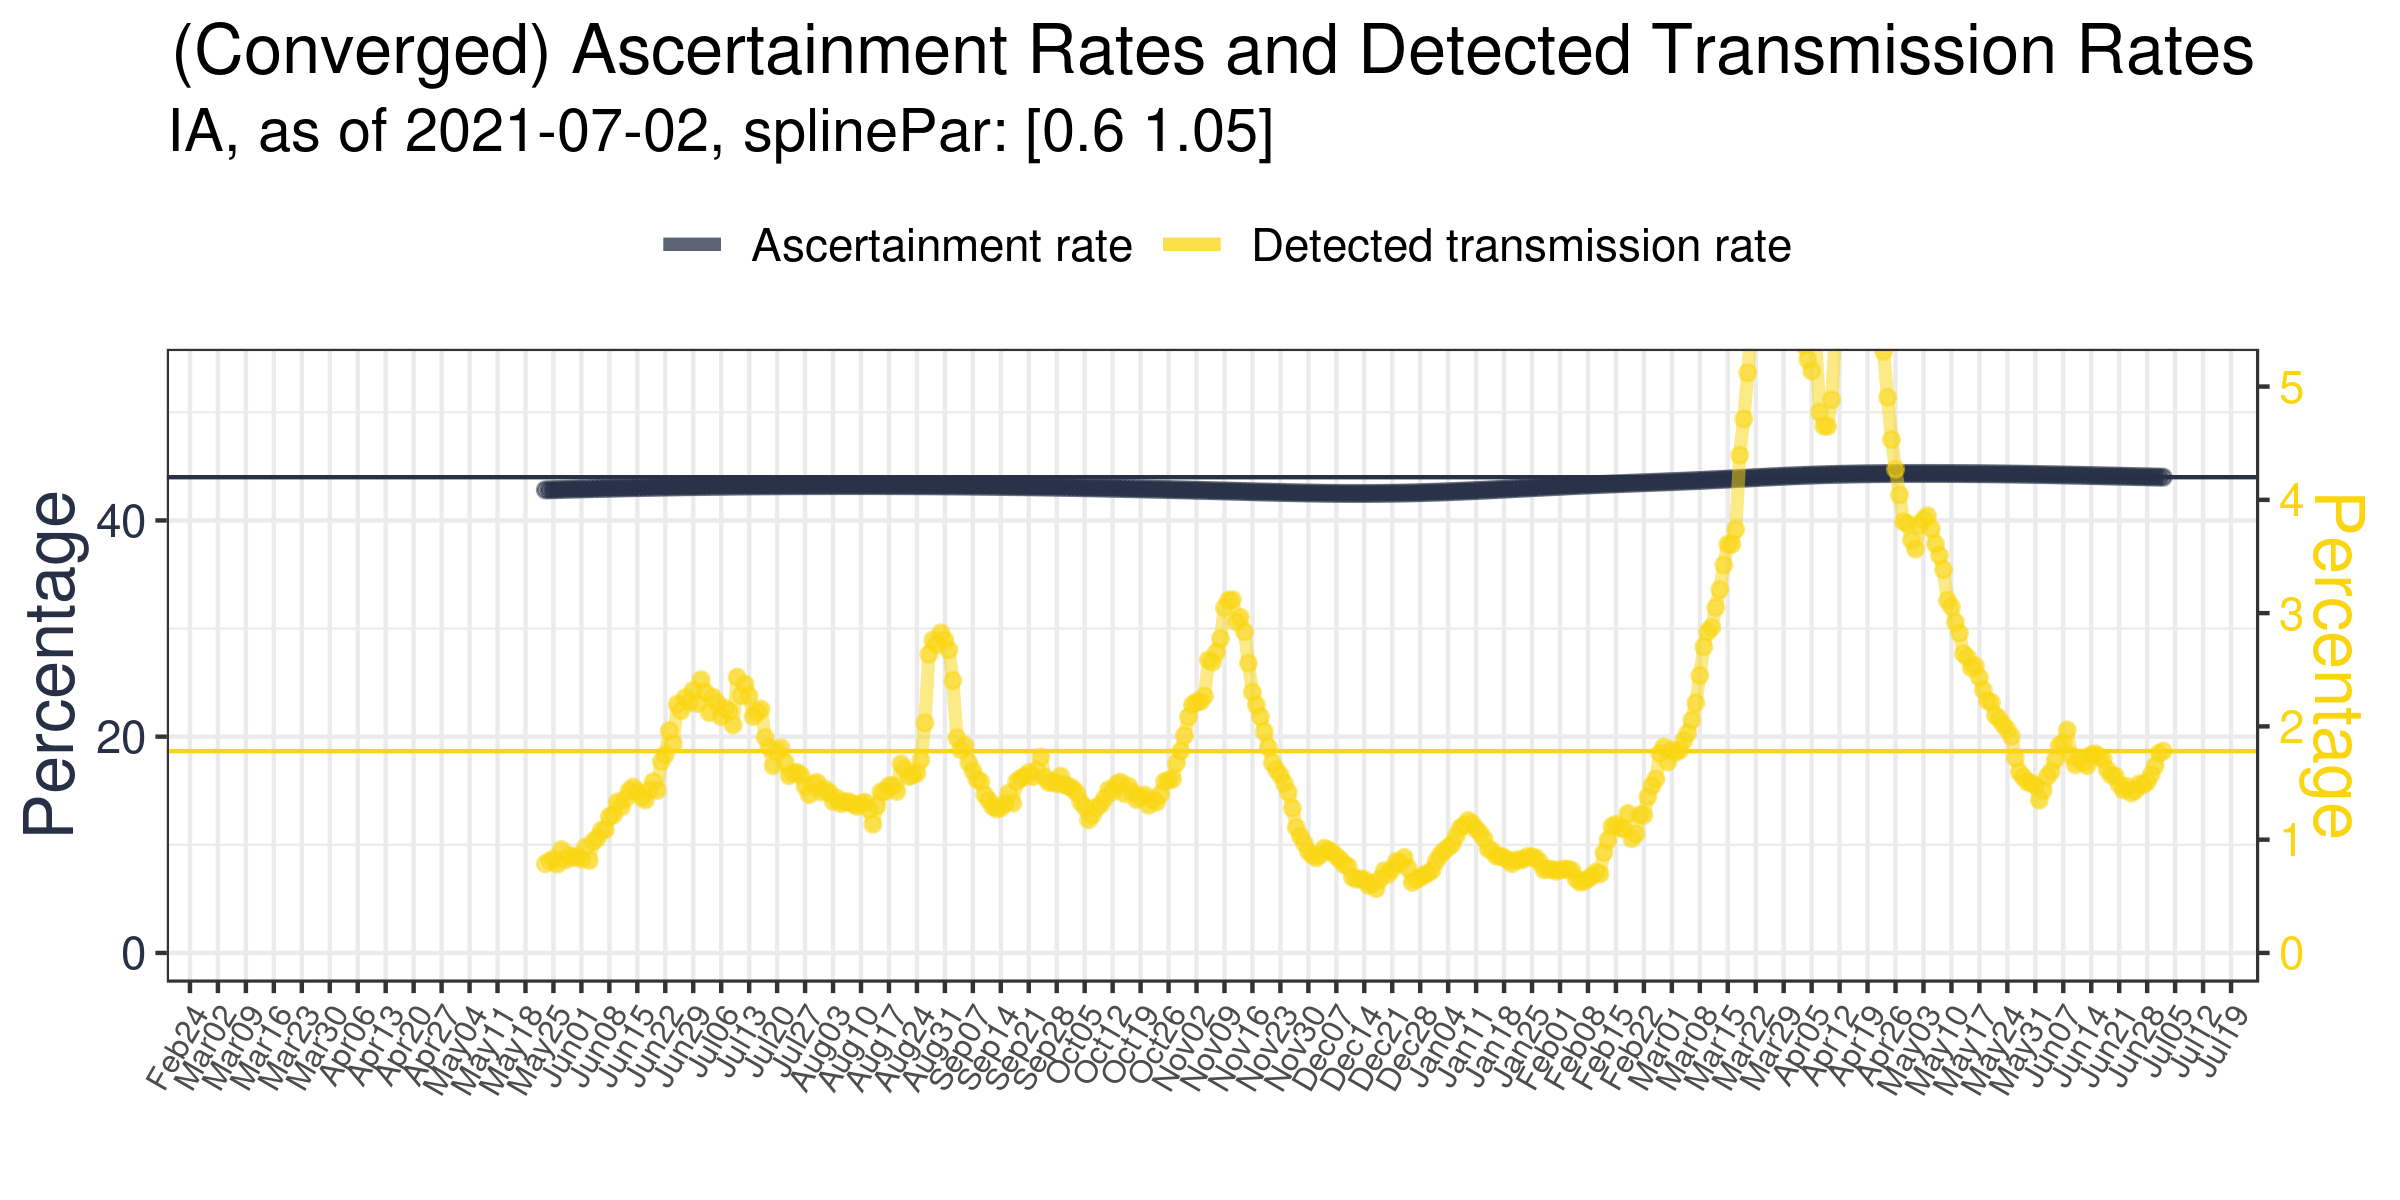 (Converged) Ascertainment Rates and Detected Transmission Rates
IA, as of 2021-07-02, splinePar: [0.6 1.05]
Ascertainment rate Detected transmission rate
Percentage
40
20
0
5
4
3
2
1
0
Percentage
Feb24 Mar02 Mar09 Mar16 Mar23 Mar30 Apr06 Apr13 Apr20 Apr27 May04 May11 May18 May25 Jun01 Jun08 Jun15 Jun22 Jun29 Jul06 Jul13 Jul20 Jul27 Aug03 Aug10 Aug17 Aug24 Aug31 Sep07 Sep14 Sep21 Sep28 Oct05 Oct12 Oct19 Oct26 Nov02 Nov09 Nov16 Nov23 Nov30 Dec07 Dec14 Dec21 Dec28 Jan04 Jan11 Jan18 Jan25 Feb01 Feb08 Feb15 Feb22 Mar01 Mar08 Mar15 Mar22 Mar29 Apr05 Apr12 Apr19 Apr26 May03 May10 May17 May24 May31 Jun07 Jun14 Jun21 Jun28 Jul05 Jul12 Jul19